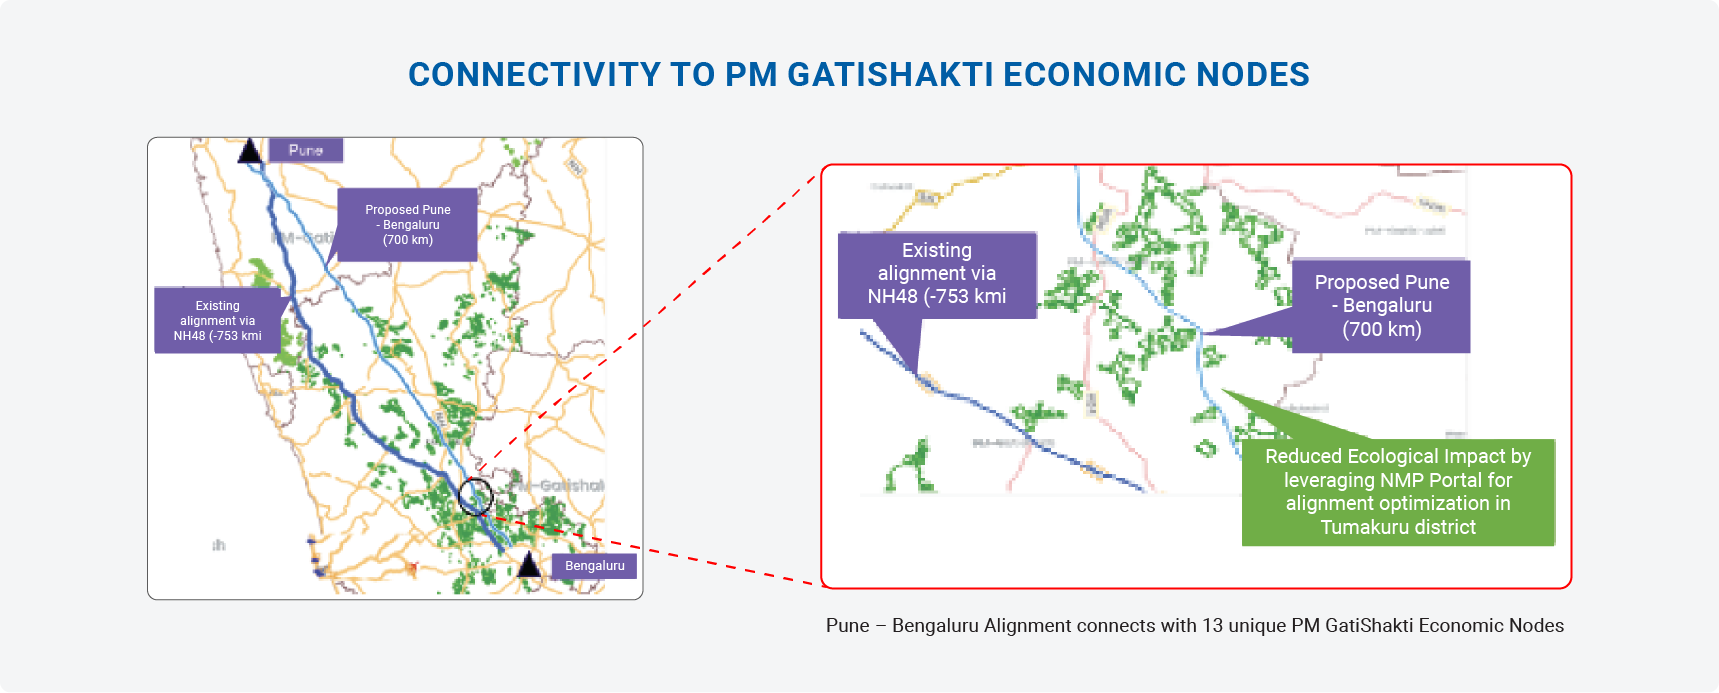 CONNECTIVITY TO PM GATISHAKTI ECONOMIC NODES
Pune
Proposed Pune
- Bengaluru
(700 km)
PM-Gati
Existing
alignment via
NH48 (-753 kmi
PM-Gatishak
Bengaluru
Existing
alignment via
NH48 (-753 kmi
Proposed Pune
- Bengaluru
(700 km)
Reduced Ecological Impact by
leveraging NMP Portal for
alignment optimization in
Tumakuru district
Pune – Bengaluru Alignment connects with 13 unique PM GatiShakti Economic Nodes